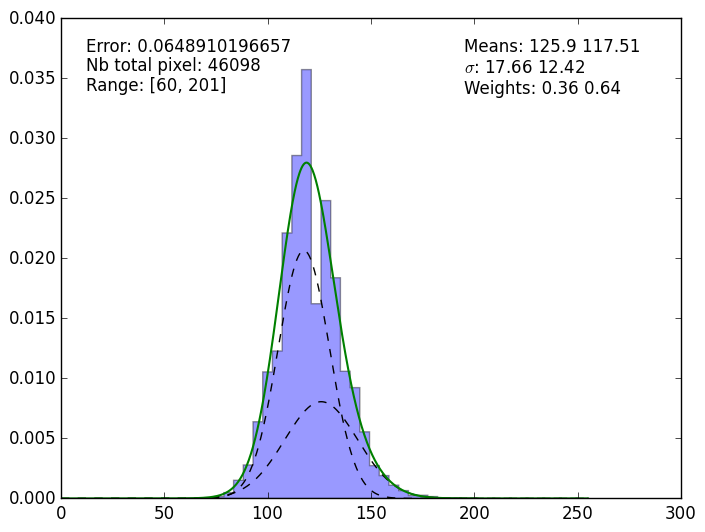 Error: 0.0648910196657
Nb total pixel: 46098
Range: [60, 201]
Means: 125.9 117.51
σ: 17.66 12.42
Weights: 0.36 0.64
0.040
0.035
0.030
0.025
0.020
0.015
0.010
0.005
0.000
0 50 100 150 200 250 300